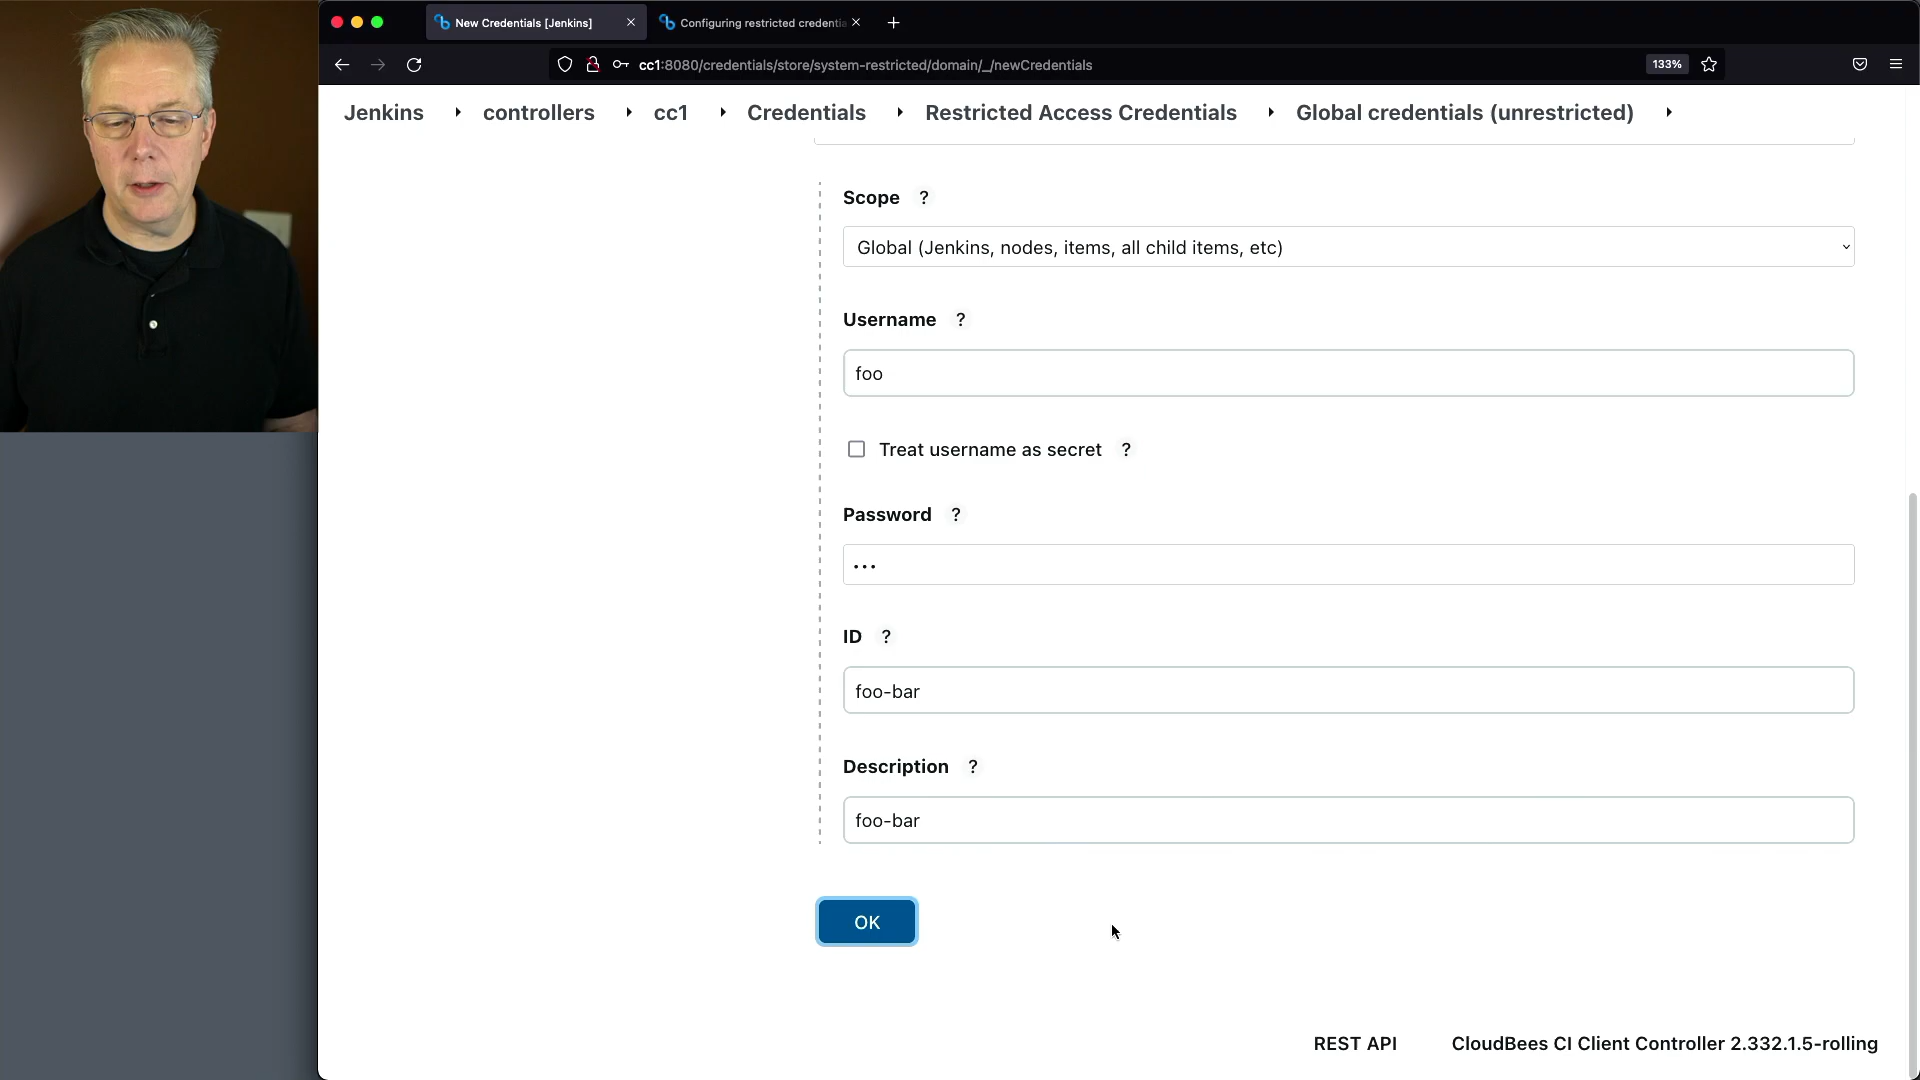 New Credentials [Jenkins]
Configuring restricted credentia
cc1:8080/credentials/store/system-restricted/domain/_/newCredentials
133%
Jenkins controllers cc1 Credentials Restricted Access Credentials Global credentials (unrestricted)
Scope ?
Global (Jenkins, nodes, items, all child items, etc)
Username ?
foo
Treat username as secret ?
Password ?
•••
ID ?
foo-bar
Description ?
foo-bar
OK
REST API CloudBees CI Client Controller 2.332.1.5-rolling